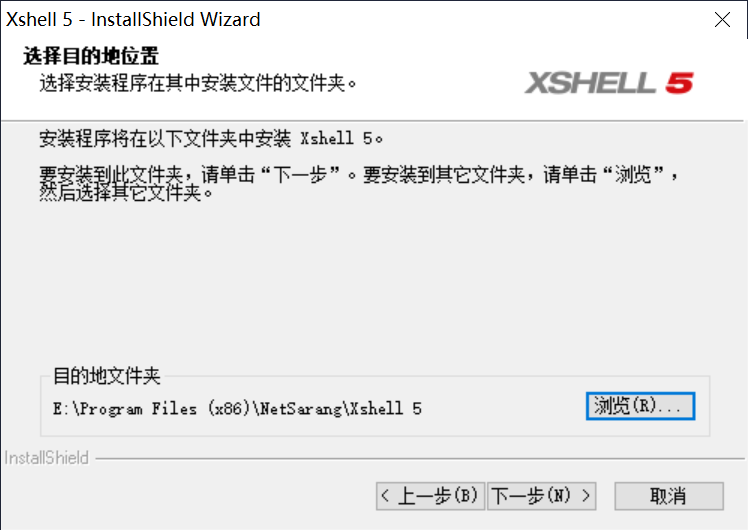 Xshell 5 - InstallShield Wizard
选择目的地位置
选择安装程序在其中安装文件的文件夹。
XSHELL 5
安装程序将在以下文件夹中安装 Xshell 5。
要安装到此文件夹，请单击“下一步”。要安装到其它文件夹，请单击“浏览”，
然后选择其它文件夹。
目的地文件夹
E:\Program Files (x86)\NetSarang\Xshell 5
浏览(R)...
InstallShield
< 上一步(B) 下一步(N) > 取消